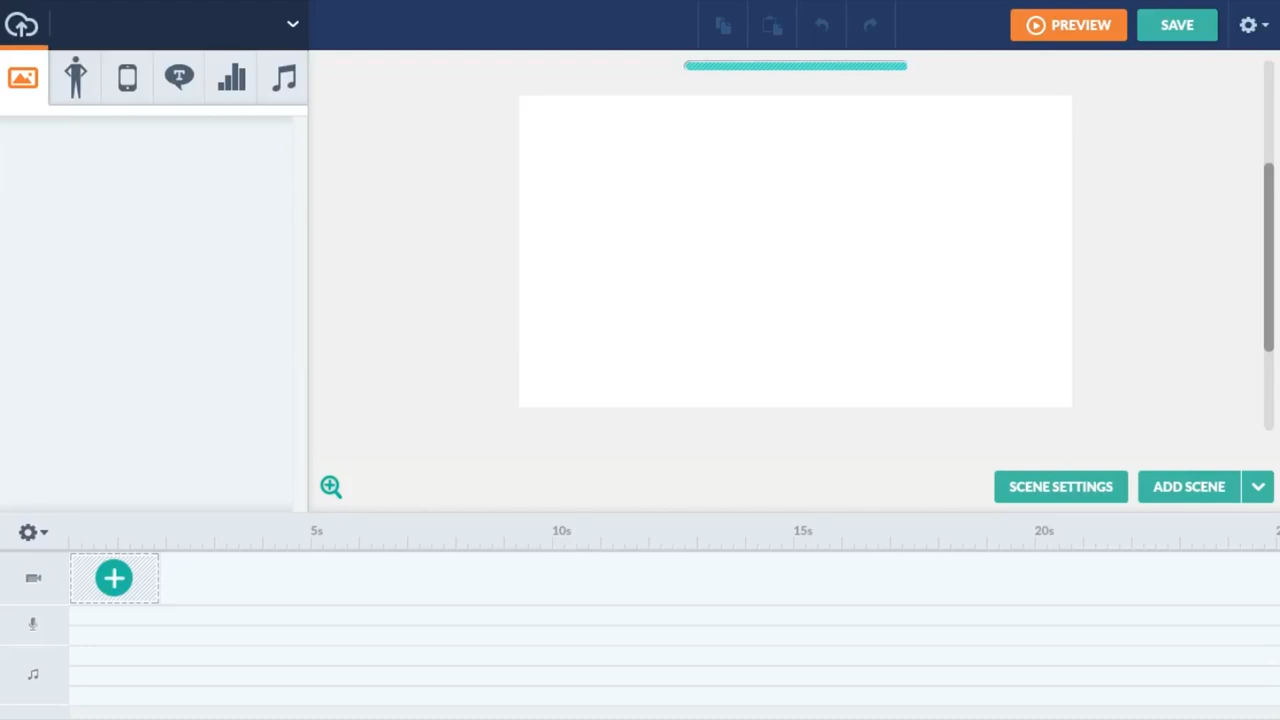 PREVIEW
SAVE
T
SCENE SETTINGS
ADD SCENE
5s
10s
15s
20s